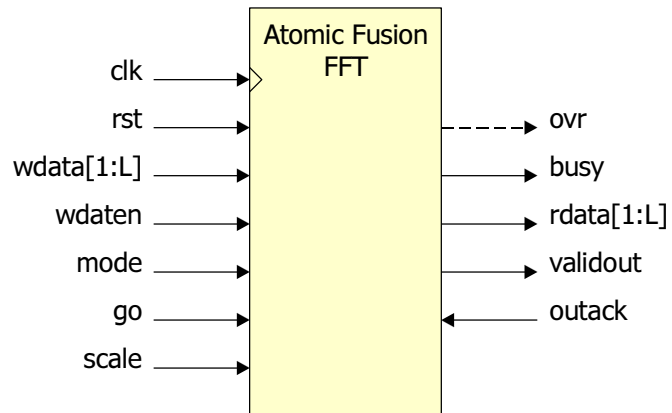 Atomic Fusion
FFT
clk
rst
wdata[1:L]
wdaten
mode
go
scale
ovr
busy
rdata[1:L]
validout
outack